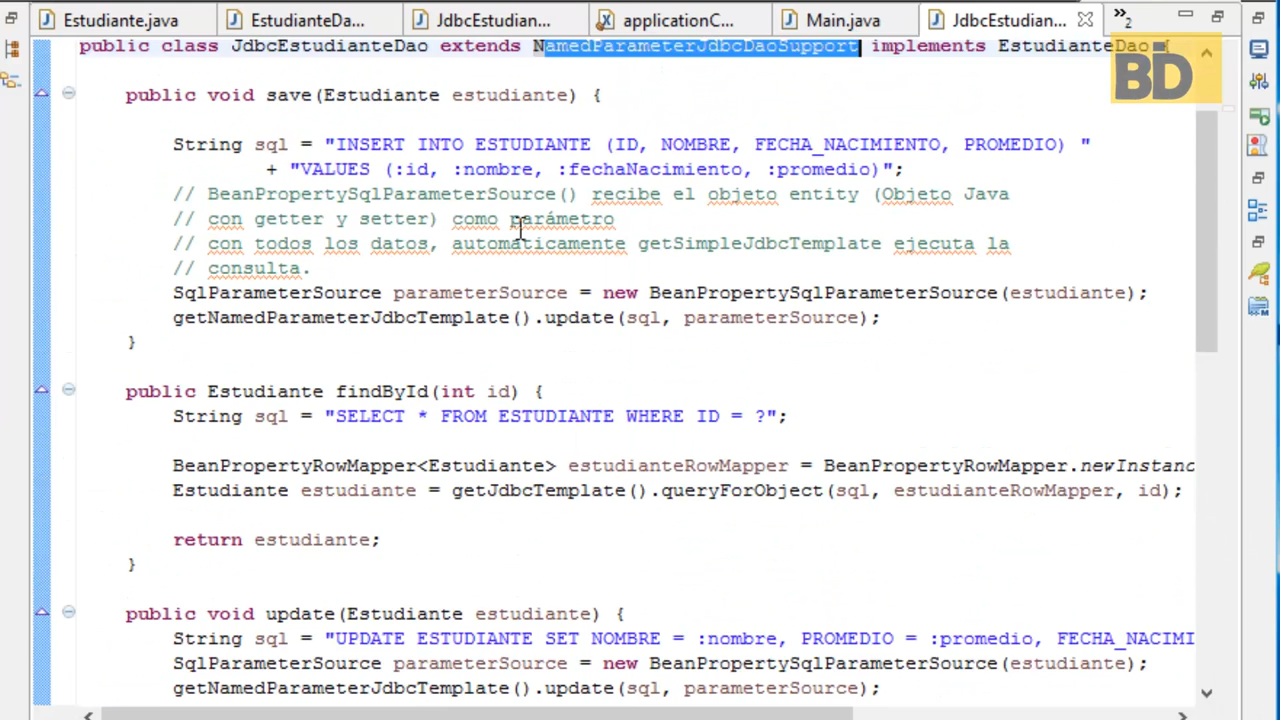 Estudiante.java EstudianteDa... JdbcEstudian... applicationC... Main.java JdbcEstudian... »2
public class JdbcEstudianteDao extends NamedParameterJdbcDaoSupport implements EstudianteDao {
BD
public void save(Estudiante estudiante) {
String sql = "INSERT INTO ESTUDIANTE (ID, NOMBRE, FECHA_NACIMIENTO, PROMEDIO) "
+ "VALUES (:id, :nombre, :fechaNacimiento, :promedio)";
// BeanPropertySqlParameterSource() recibe el objeto entity (Objeto Java
// con getter y setter) como parámetro
// con todos los datos, automáticamente getSimpleJdbcTemplate ejecuta la
// consulta.
SqlParameterSource parameterSource = new BeanPropertySqlParameterSource(estudiante);
getNamedParameterJdbcTemplate().update(sql, parameterSource);
}
public Estudiante findById(int id) {
String sql = "SELECT * FROM ESTUDIANTE WHERE ID = ?";
BeanPropertyRowMapper<Estudiante> estudianteRowMapper = BeanPropertyRowMapper.newInstanc
Estudiante estudiante = getJdbcTemplate().queryForObject(sql, estudianteRowMapper, id);
return estudiante;
}
public void update(Estudiante estudiante) {
String sql = "UPDATE ESTUDIANTE SET NOMBRE = :nombre, PROMEDIO = :promedio, FECHA_NACIMI
SqlParameterSource parameterSource = new BeanPropertySqlParameterSource(estudiante);
getNamedParameterJdbcTemplate().update(sql, parameterSource);